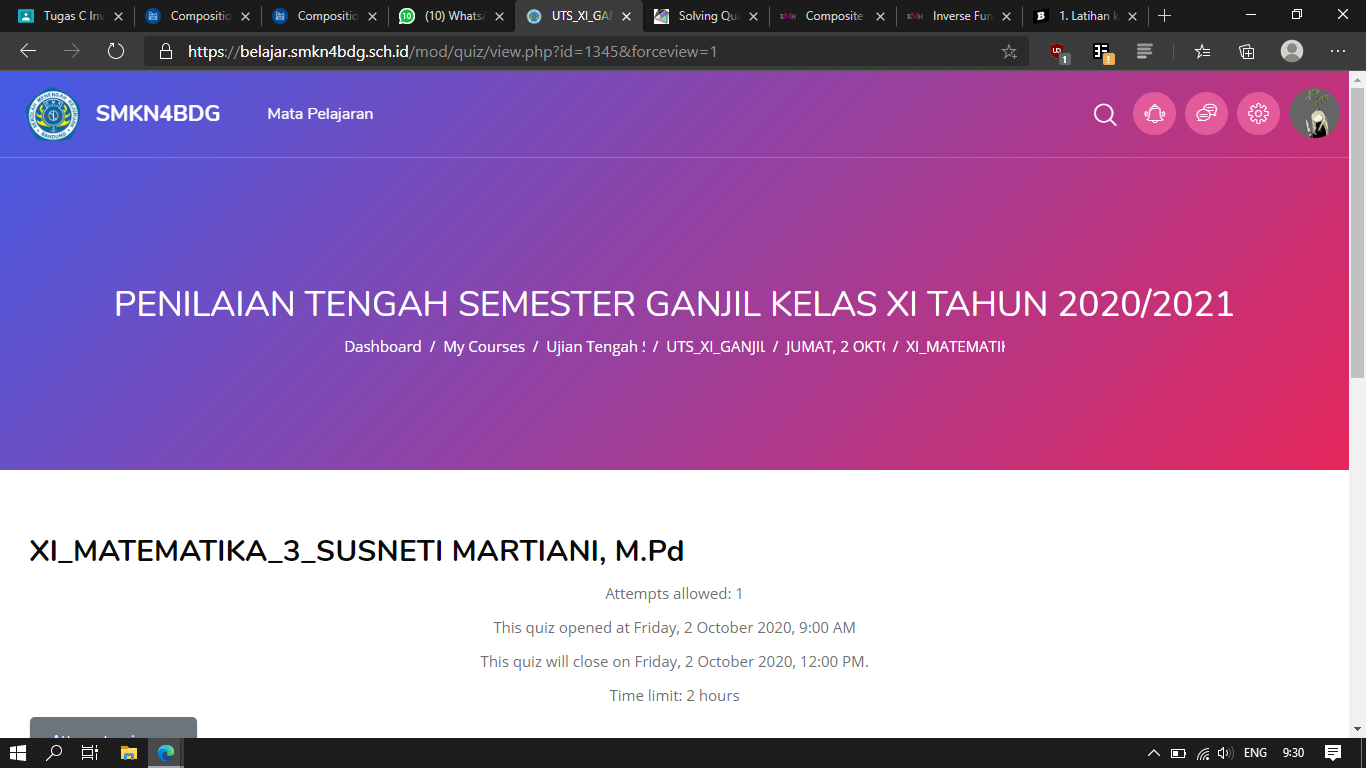 Tugas C Inv
Compositio
Compositio
(10) WhatsA
UTS_XI_GAN
Solving Qua
Composite
Inverse Fun
1. Latihan k
https://belajar.smkn4bdg.sch.id/mod/quiz/view.php?id=1345&forceview=1
SMKN4BDG
Mata Pelajaran
PENILAIAN TENGAH SEMESTER GANJIL KELAS XI TAHUN 2020/2021
Dashboard / My Courses / Ujian Tengah S / UTS_XI_GANJIL / JUMAT, 2 OKTO / XI_MATEMATIK
XI_MATEMATIKA_3_SUSNETI MARTIANI, M.Pd
Attempts allowed: 1
This quiz opened at Friday, 2 October 2020, 9:00 AM
This quiz will close on Friday, 2 October 2020, 12:00 PM.
Time limit: 2 hours
ENG
9:30